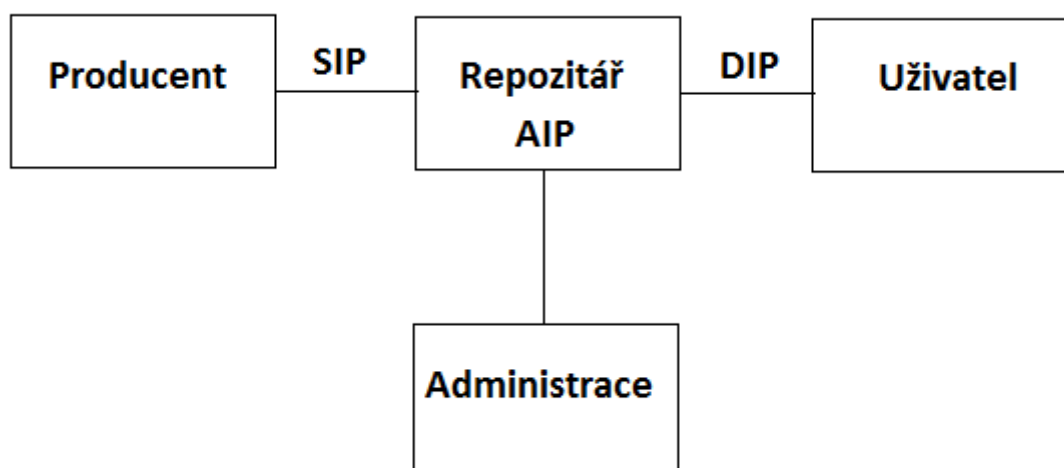 Producent
SIP
Repozitář
AIP
DIP
Uživatel
Administrace